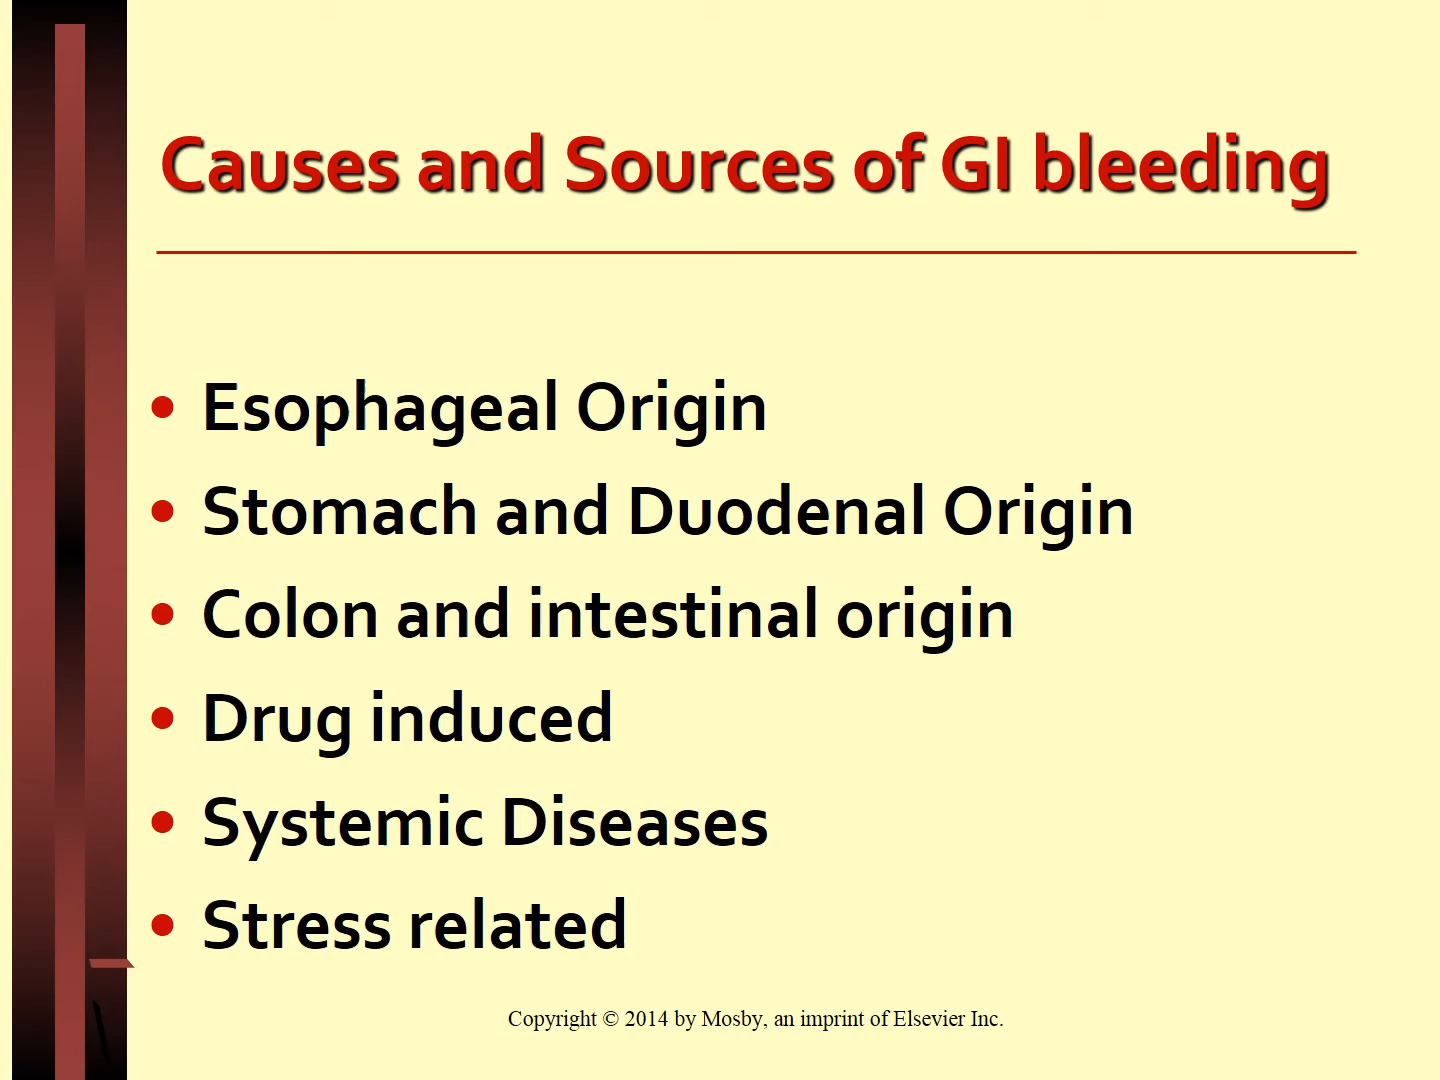 Causes and Sources of GI bleeding
• Esophageal Origin
• Stomach and Duodenal Origin
• Colon and intestinal origin
• Drug induced
• Systemic Diseases
• Stress related
Copyright © 2014 by Mosby, an imprint of Elsevier Inc.